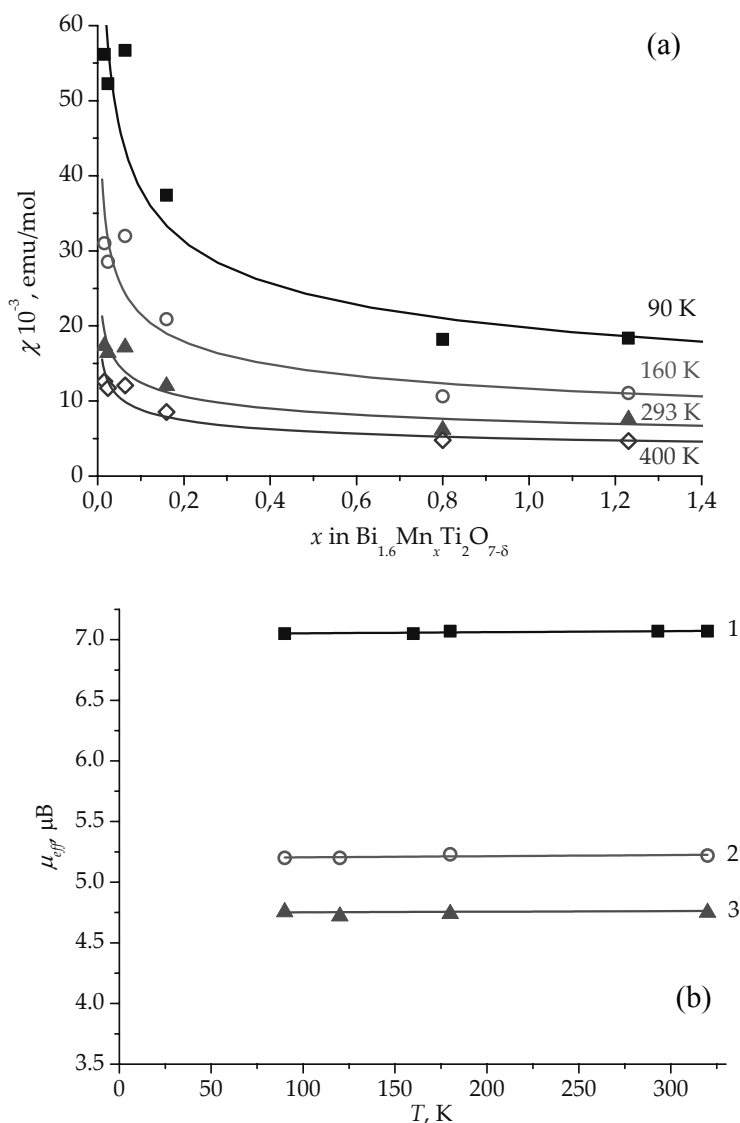 (a)
60
50
40
30
20
10
0
χ 10⁻³, emu/mol
90 K
160 K
293 K
400 K
0,0 0,2 0,4 0,6 0,8 1,0 1,2 1,4
x in Bi₁.₆MnₓTi₂O₇₋δ
7.0
6.5
6.0
5.5
5.0
4.5
4.0
3.5
μeff, μB
1
2
3
(b)
0 50 100 150 200 250 300
T, K